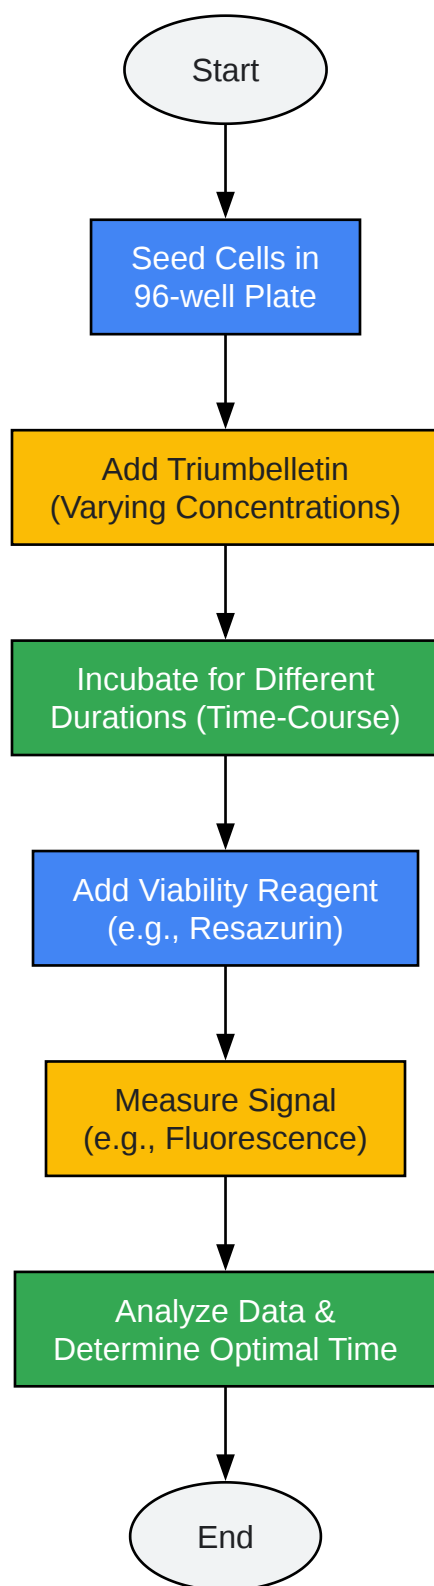 Start
Seed Cells in
96-well Plate
Add Triumbelletin
(Varying Concentrations)
Incubate for Different
Durations (Time-Course)
Add Viability Reagent
(e.g., Resazurin)
Measure Signal
(e.g., Fluorescence)
Analyze Data &
Determine Optimal Time
End